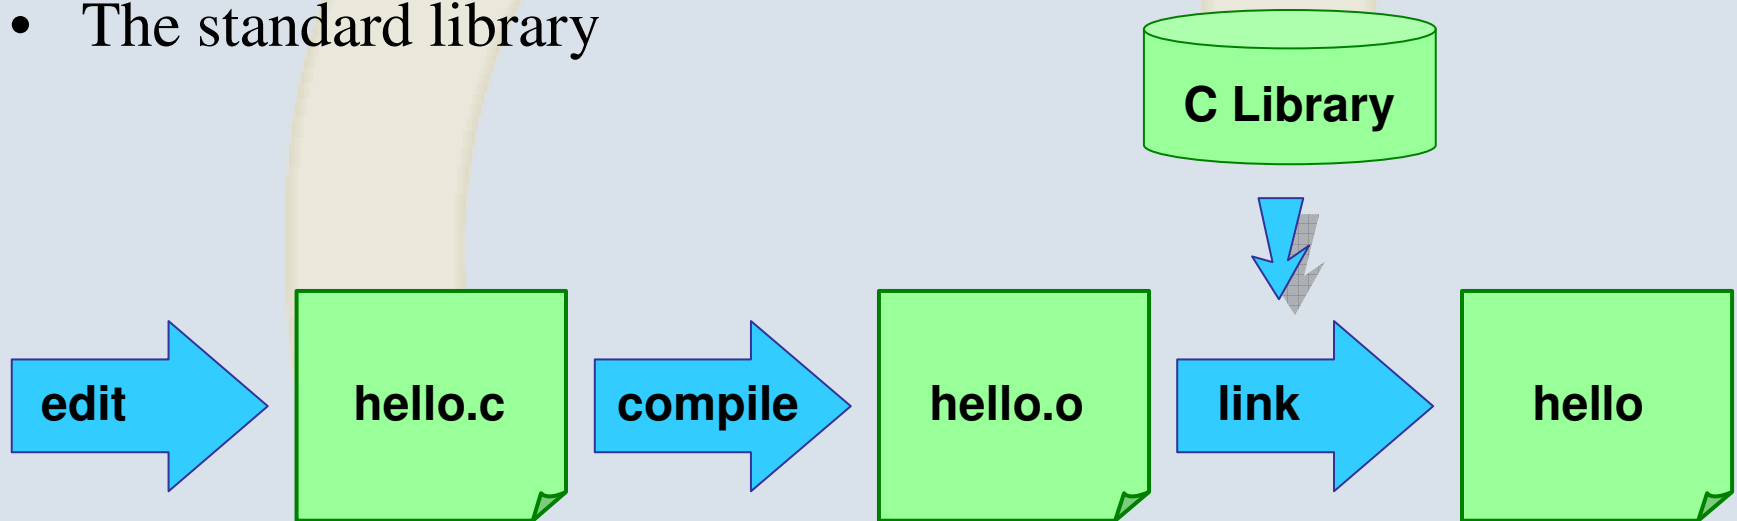 • The standard library
C Library
edit
hello.c
compile
hello.o
link
hello